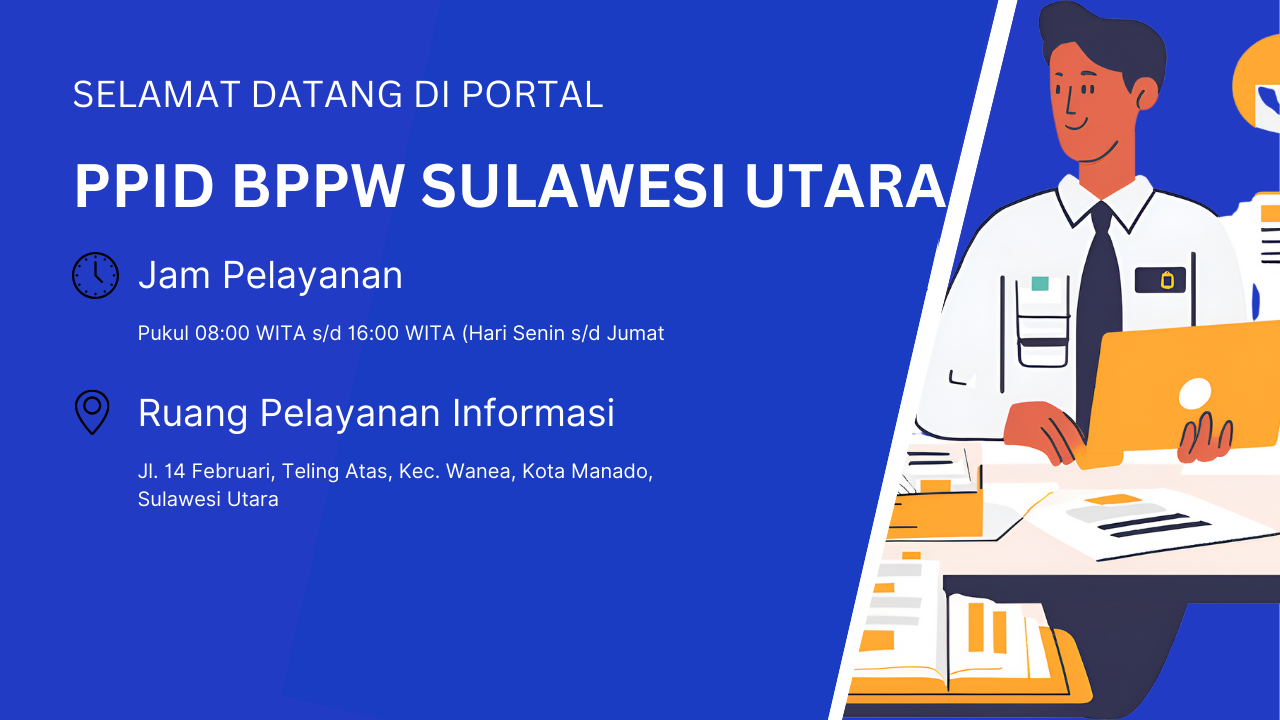 SELAMAT DATANG DI PORTAL
PPID BPPW SULAWESI UTARA
Jam Pelayanan
Pukul 08:00 WITA s/d 16:00 WITA (Hari Senin s/d Jumat
Ruang Pelayanan Informasi
Jl. 14 Februari, Teling Atas, Kec. Wanea, Kota Manado,
Sulawesi Utara